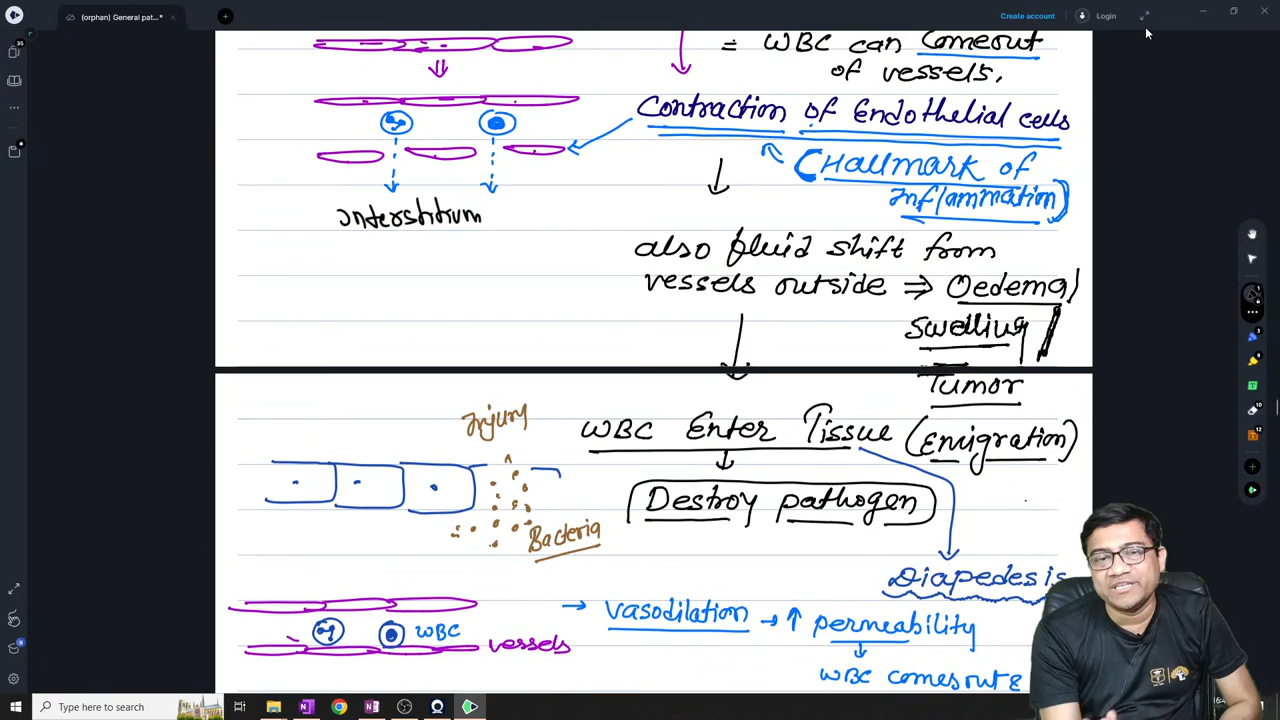 (orphan) General pat...*
Create account
Login
35
= WBC can Comeout
of vessels.
Contraction of Endothelial cells
(Hallmark of
Inflammation)
Interstitium
also fluid shift from
vessels outside ⇒ Oedema/
swelling/
Tumor
Injury
WBC Enter Tissue (Emigration)
Destroy pathogen
Bacteria
Diapedesis
→ vasodilation → ↑ permeability
WBC
vessels
WBC comes out &
Type here to search